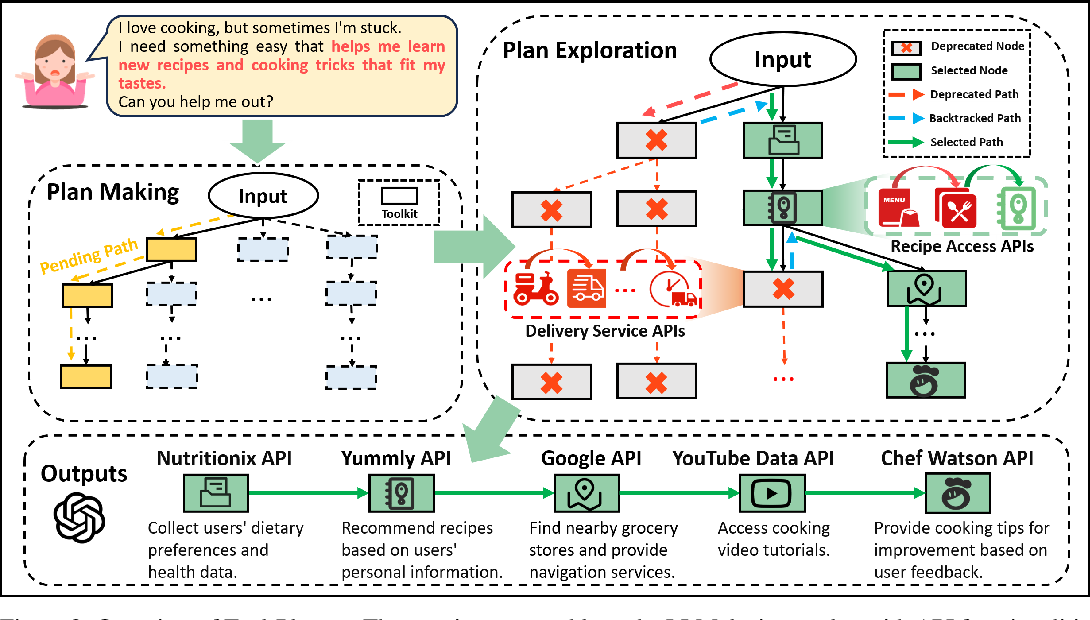 I love cooking, but sometimes I'm stuck.
I need something easy that helps me learn
new recipes and cooking tricks that fit my
tastes.
Can you help me out?
Plan Making
Input
Toolkit
Pending Path
...
...
...
...
Plan Exploration
Input
Deprecated Node
Selected Node
Deprecated Path
Backtracked Path
Selected Path
MENU
Recipe Access APIs
...
Delivery Service APIs
...
...
Outputs
Nutritionix API
Collect users' dietary
preferences and
health data.
Yummly API
Recommend recipes
based on users'
personal information.
Google API
Find nearby grocery
stores and provide
navigation services.
YouTube Data API
Access cooking
video tutorials.
Chef Watson API
Provide cooking tips for
improvement based on
user feedback.